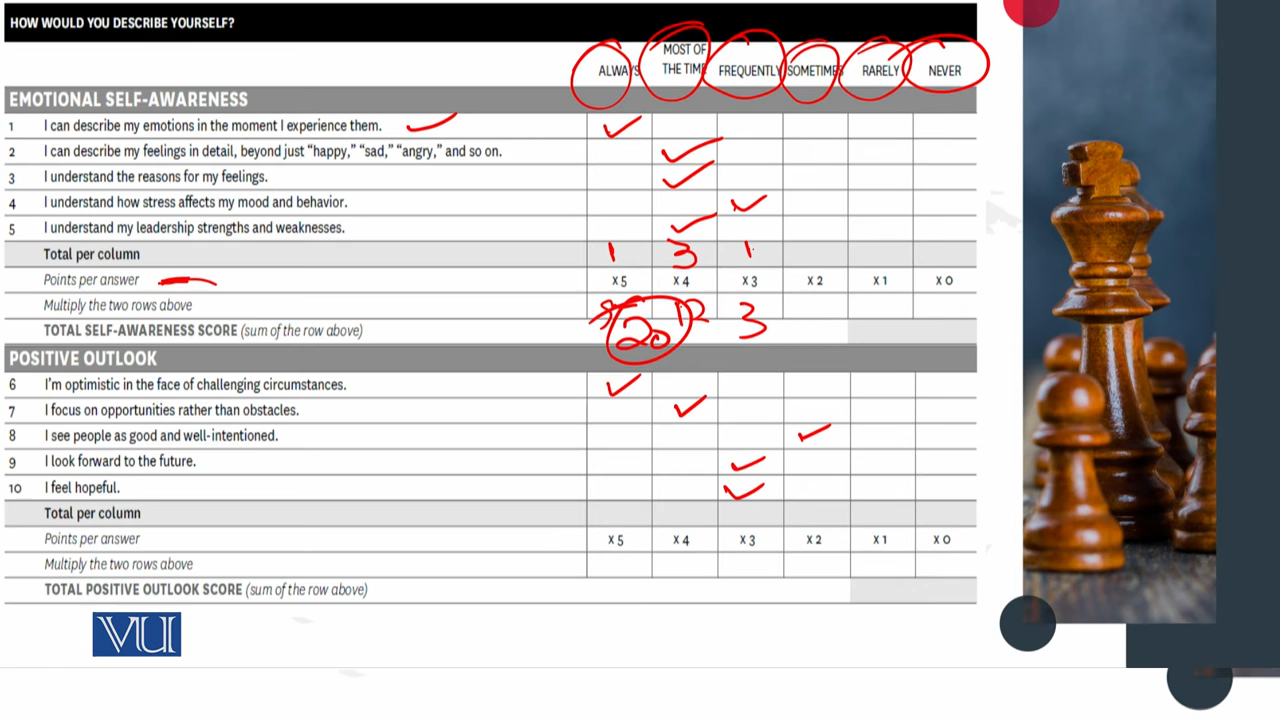 HOW WOULD YOU DESCRIBE YOURSELF?
ALWAYS MOST OF THE TIME FREQUENTLY SOMETIMES RARELY NEVER
EMOTIONAL SELF-AWARENESS
1 I can describe my emotions in the moment I experience them.
2 I can describe my feelings in detail, beyond just “happy,” “sad,” “angry,” and so on.
3 I understand the reasons for my feelings.
4 I understand how stress affects my mood and behavior.
5 I understand my leadership strengths and weaknesses.
Total per column 1 3 1
Points per answer X 5 X 4 X 3 X 2 X 1 X 0
Multiply the two rows above 5 12 3
TOTAL SELF-AWARENESS SCORE (sum of the row above) 20
POSITIVE OUTLOOK
6 I’m optimistic in the face of challenging circumstances.
7 I focus on opportunities rather than obstacles.
8 I see people as good and well-intentioned.
9 I look forward to the future.
10 I feel hopeful.
Total per column
Points per answer X 5 X 4 X 3 X 2 X 1 X 0
Multiply the two rows above
TOTAL POSITIVE OUTLOOK SCORE (sum of the row above)
VU